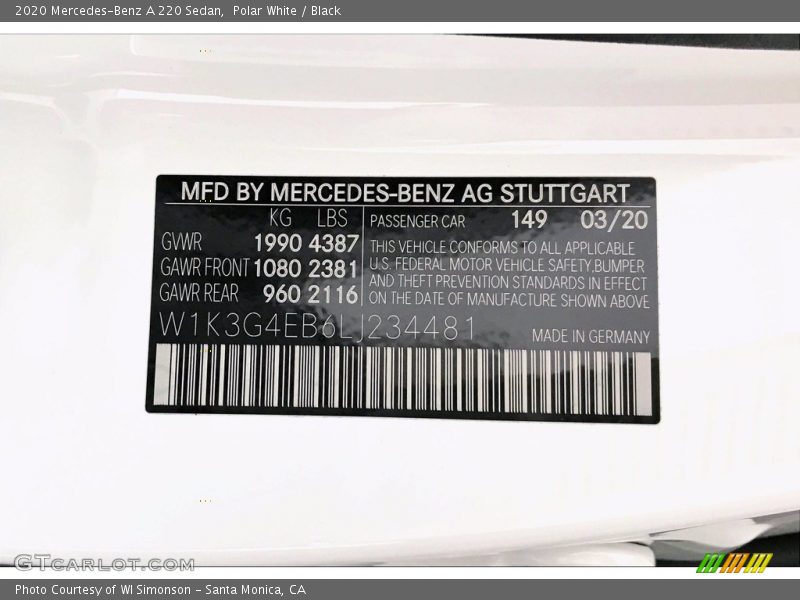 2020 Mercedes-Benz A 220 Sedan, Polar White / Black
MFD BY MERCEDES-BENZ AG STUTTGART
KG LBS
GWR 1990 4387
GAWR FRONT 1080 2381
GAWR REAR 960 2116
PASSENGER CAR 149 03/20
THIS VEHICLE CONFORMS TO ALL APPLICABLE
U.S. FEDERAL MOTOR VEHICLE SAFETY,BUMPER
AND THEFT PREVENTION STANDARDS IN EFFECT
ON THE DATE OF MANUFACTURE SHOWN ABOVE
W1K3G4EB6LJ234481
MADE IN GERMANY
GTcarlot.com
Photo Courtesy of WI Simonson - Santa Monica, CA